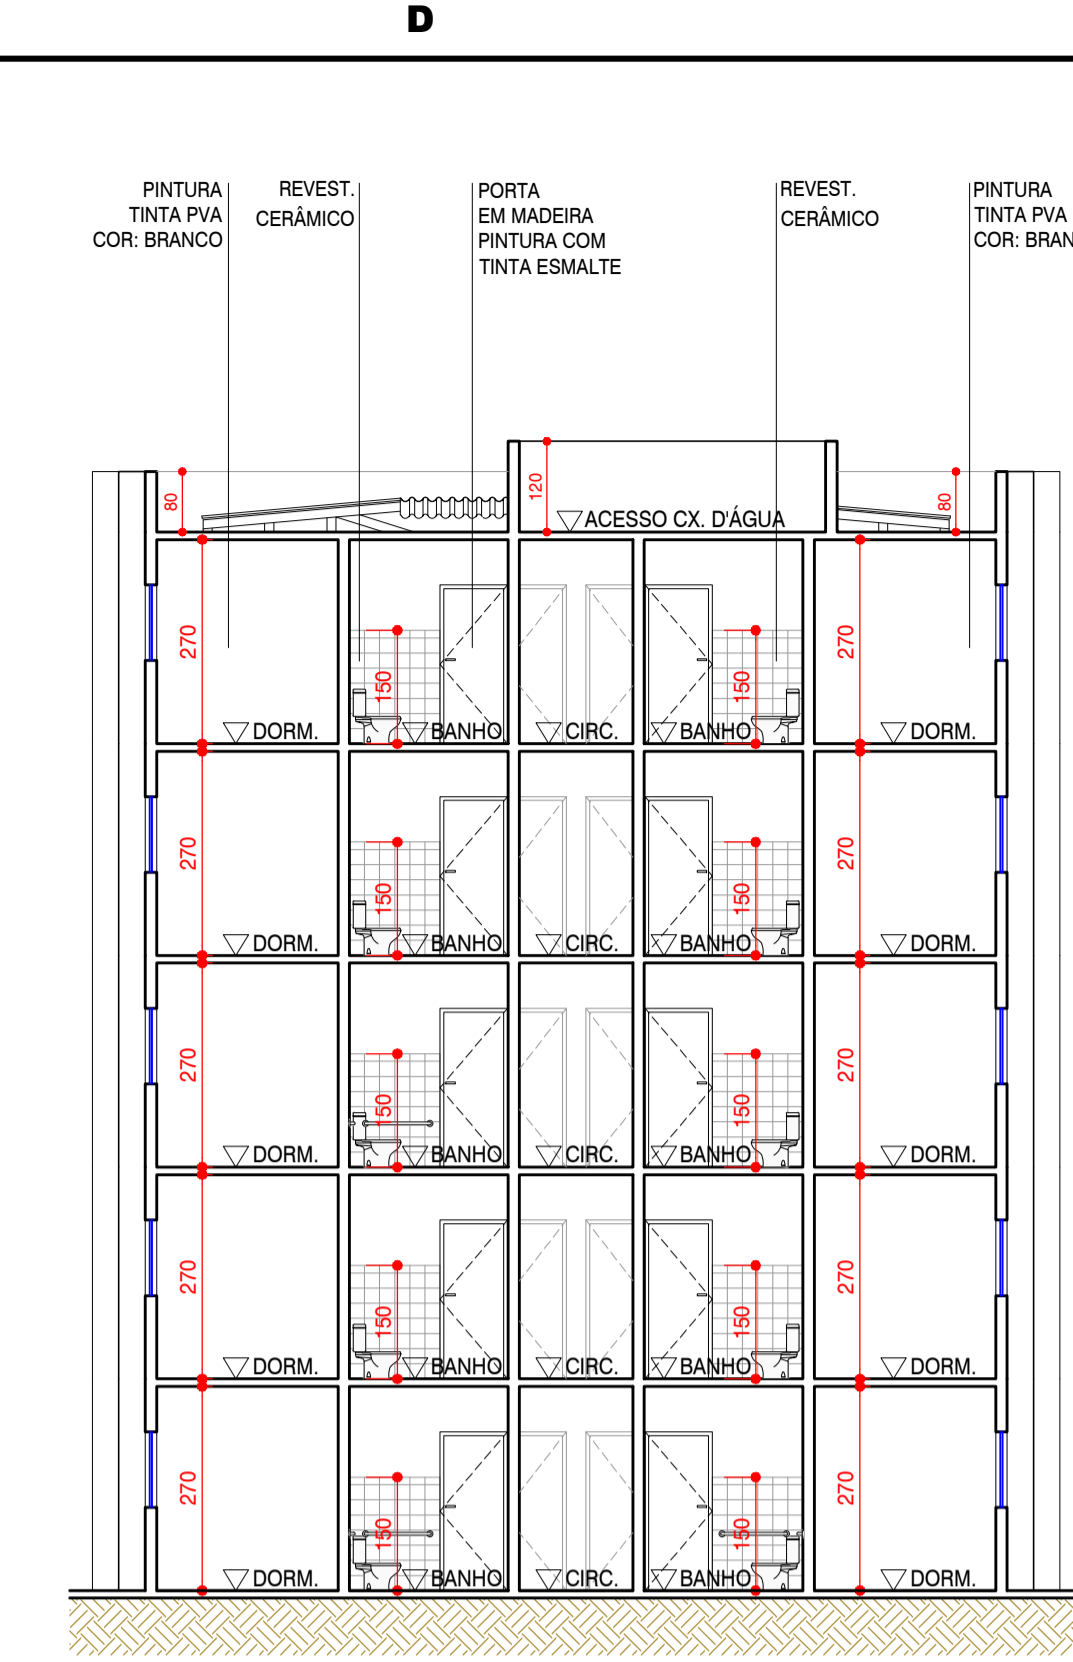 D
PINTURA
TINTA PVA
COR: BRANCO
REVEST.
CERÂMICO
PORTA
EM MADEIRA
PINTURA COM
TINTA ESMALTE
REVEST.
CERÂMICO
PINTURA
TINTA PVA
COR: BRAN
80
120
ACESSO CX. D'ÁGUA
80
270
150
150
270
DORM.
BANHO
CIRC.
BANHO
DORM.
270
150
150
270
DORM.
BANHO
CIRC.
BANHO
DORM.
270
150
150
270
DORM.
BANHO
CIRC.
BANHO
DORM.
270
150
150
270
DORM.
BANHO
CIRC.
BANHO
DORM.
270
150
150
270
DORM.
BANHO
CIRC.
BANHO
DORM.